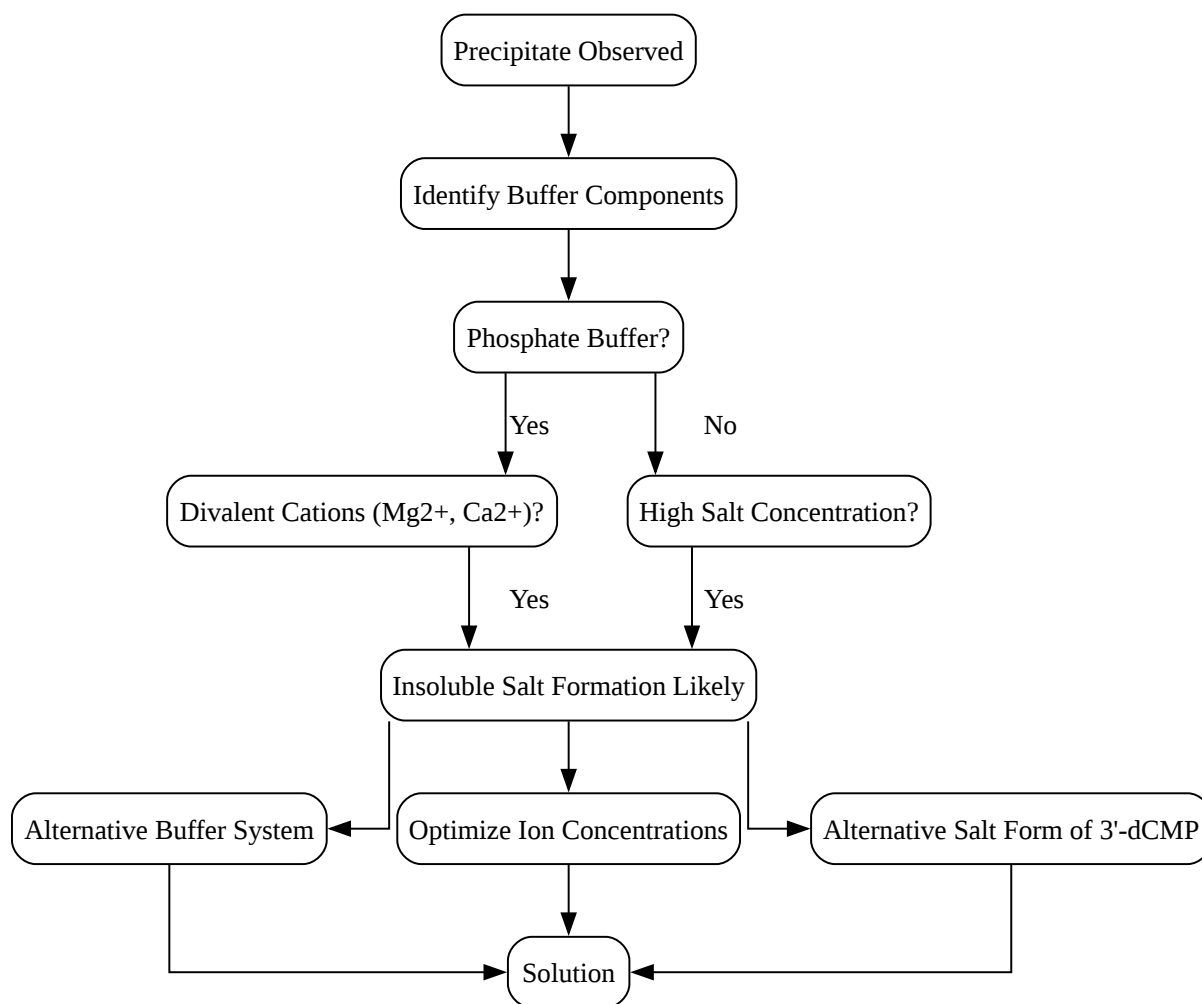 Precipitate Observed
Identify Buffer Components
Phosphate Buffer?
Yes
No
Divalent Cations (Mg2+, Ca2+)?
High Salt Concentration?
Yes
Yes
Insoluble Salt Formation Likely
Alternative Buffer System
Optimize Ion Concentrations
Alternative Salt Form of 3'-dCMP
Solution